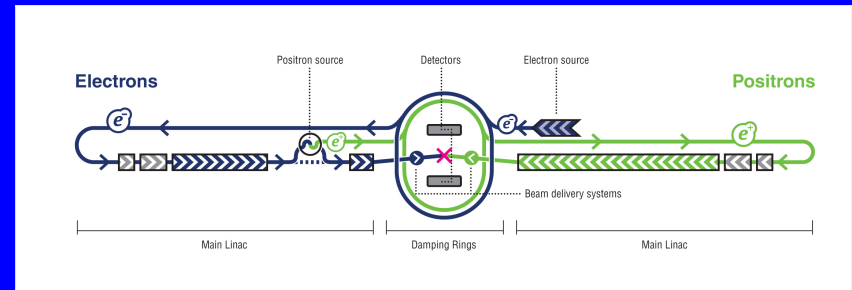 Positron source
Detectors
Electron source
Electrons
Positrons
e-
e-
e+
e+
Beam delivery systems
Main Linac
Damping Rings
Main Linac